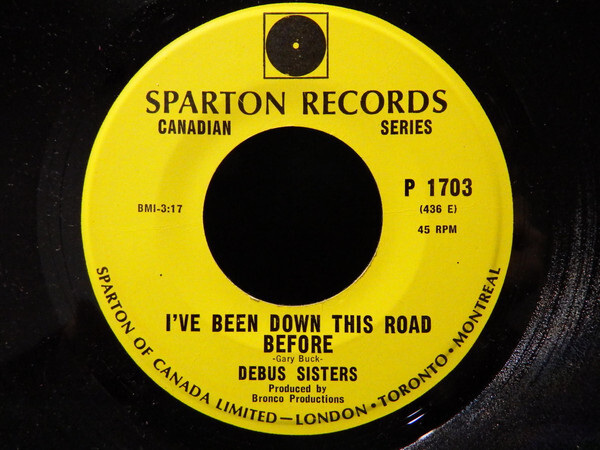 SPARTON RECORDS
CANADIAN SERIES
P 1703
BMI-3:17
(436 E)
45 RPM
I'VE BEEN DOWN THIS ROAD
BEFORE
-Gary Buck-
DEBUS SISTERS
Produced by
Bronco Productions
SPARTON OF CANADA LIMITED—LONDON•TORONTO•MONTREAL